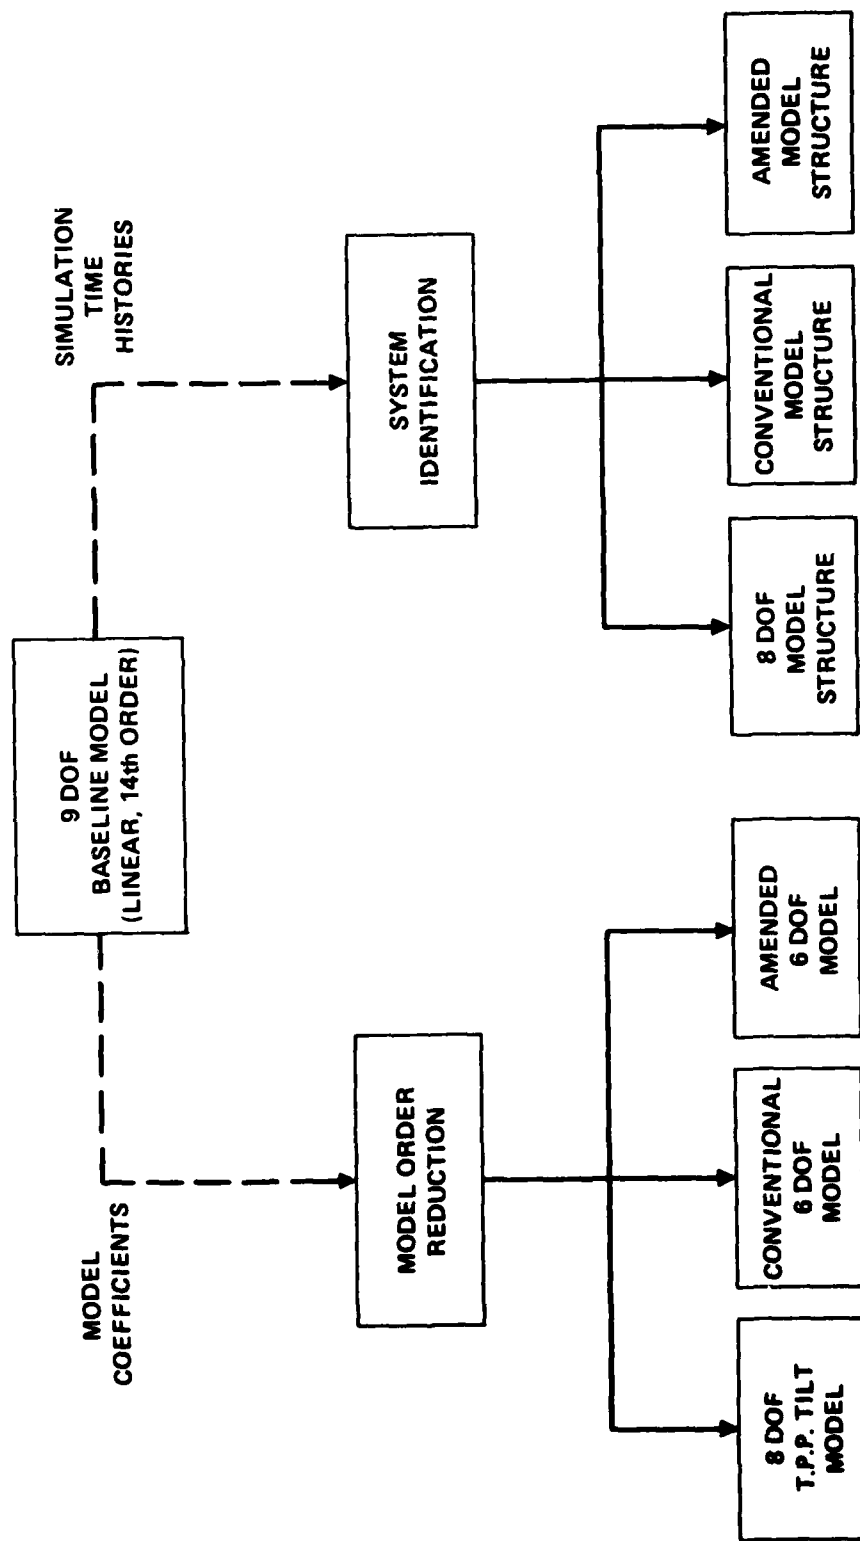 9 DOF
BASELINE MODEL
(LINEAR, 14th ORDER)
MODEL
COEFFICIENTS
SIMULATION
TIME
HISTORIES
MODEL ORDER
REDUCTION
SYSTEM
IDENTIFICATION
8 DOF
T.P.P. TILT
MODEL
CONVENTIONAL
6 DOF
MODEL
AMENDED
6 DOF
MODEL
8 DOF
MODEL
STRUCTURE
CONVENTIONAL
MODEL
STRUCTURE
AMENDED
MODEL
STRUCTURE